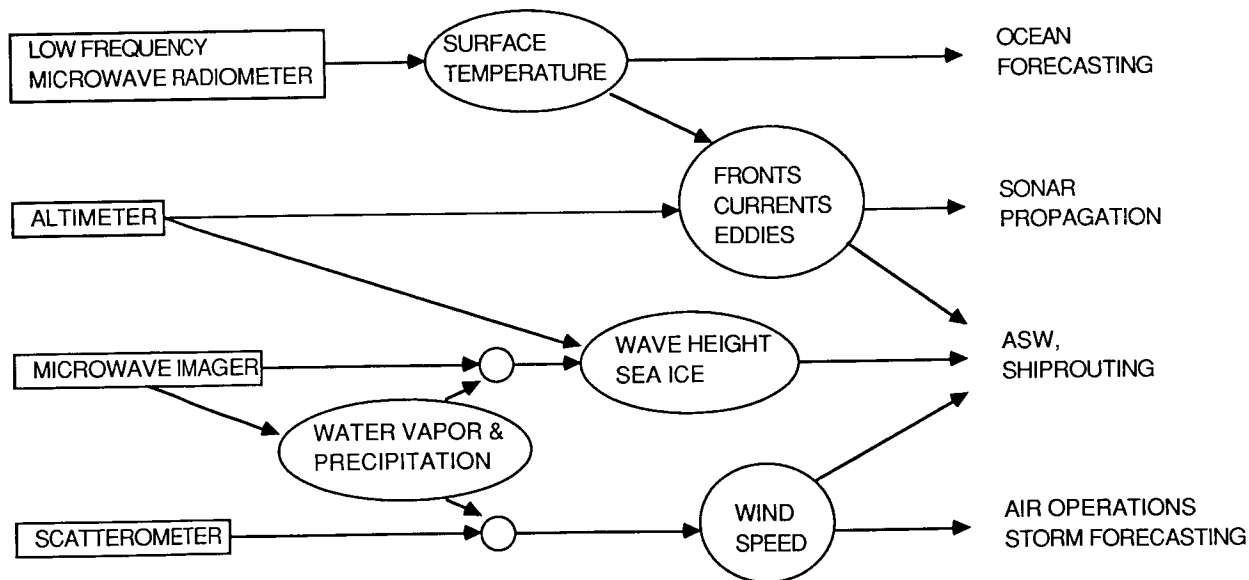 LOW FREQUENCY
MICROWAVE RADIOMETER
SURFACE
TEMPERATURE
OCEAN
FORECASTING
ALTIMETER
FRONTS
CURRENTS
EDDIES
SONAR
PROPAGATION
MICROWAVE IMAGER
WAVE HEIGHT
SEA ICE
ASW,
SHIPROUTING
WATER VAPOR &
PRECIPITATION
SCATTEROMETER
WIND
SPEED
AIR OPERATIONS
STORM FORECASTING